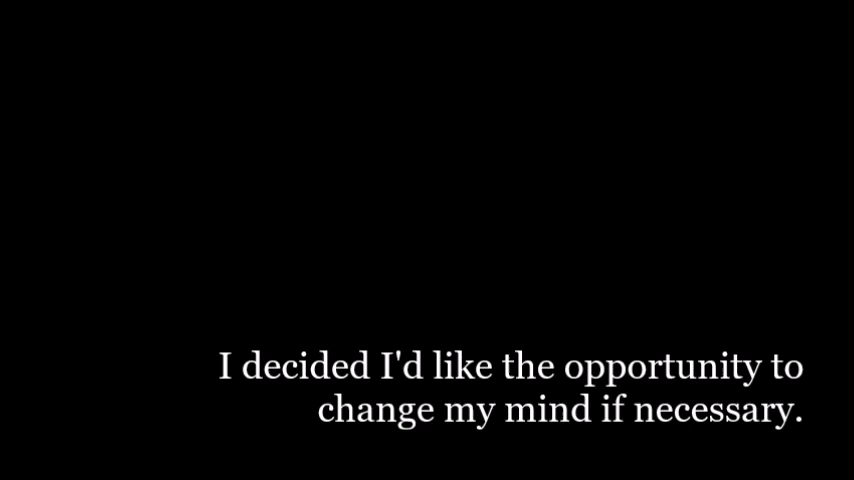 I decided I'd like the opportunity to
change my mind if necessary.